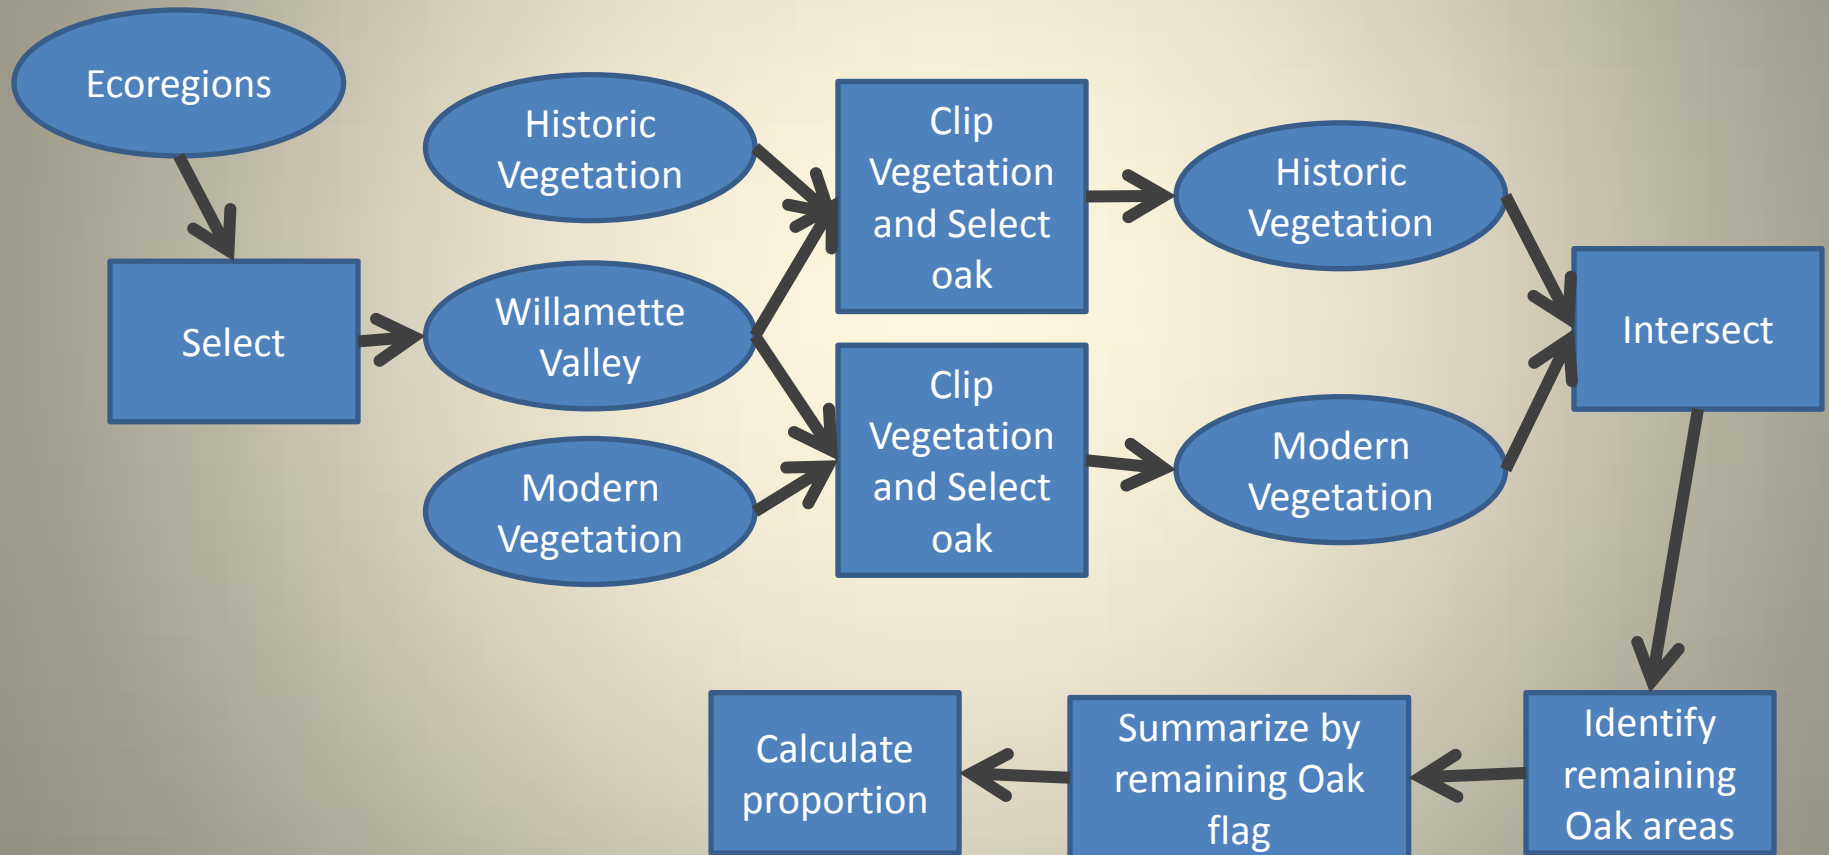 Ecoregions
Select
Historic
Vegetation
Willamette
Valley
Modern
Vegetation
Clip
Vegetation
and Select
oak
Clip
Vegetation
and Select
oak
Historic
Vegetation
Modern
Vegetation
Intersect
Identify
remaining
Oak areas
Summarize by
remaining Oak
flag
Calculate
proportion